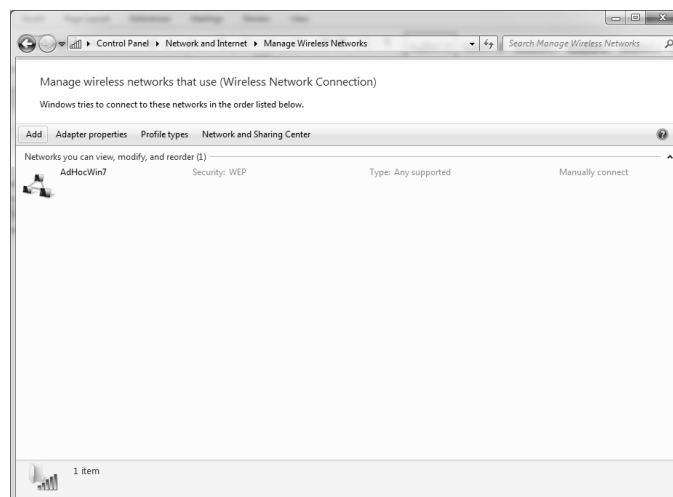 Control Panel Network and Internet Manage Wireless Networks Search Manage Wireless Networks
Manage wireless networks that use (Wireless Network Connection)
Windows tries to connect to these networks in the order listed below.
Add Adapter properties Profile types Network and Sharing Center
Networks you can view, modify, and reorder (1)
AdHocWin7 Security: WEP Type: Any supported Manually connect
1 item